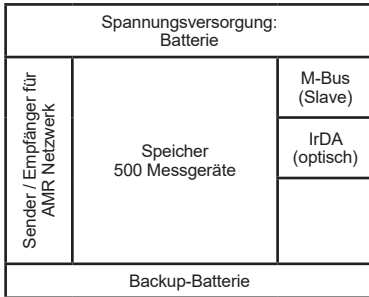 Spannungsversorgung:
Batterie
Sender / Empfänger für
AMR Netzwerk
Speicher
500 Messgeräte
M-Bus
(Slave)
IrDA
(optisch)
Backup-Batterie